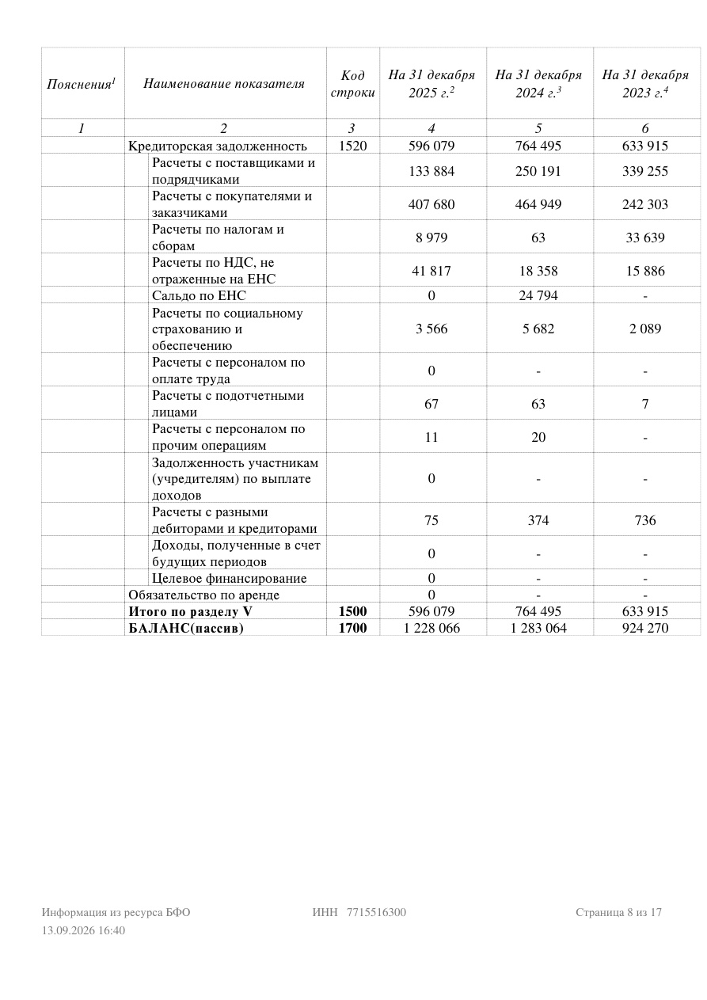 Пояснения1 Наименование показателя Код строки На 31 декабря 2025 г.2 На 31 декабря 2024 г.3 На 31 декабря 2023 г.4
1 2 3 4 5 6
Кредиторская задолженность 1520 596 079 764 495 633 915
Расчеты с поставщиками и
подрядчиками 133 884 250 191 339 255
Расчеты с покупателями и
заказчиками 407 680 464 949 242 303
Расчеты по налогам и
сборам 8 979 63 33 639
Расчеты по НДС, не
отраженные на ЕНС 41 817 18 358 15 886
Сальдо по ЕНС 0 24 794 -
Расчеты по социальному
страхованию и
обеспечению 3 566 5 682 2 089
Расчеты с персоналом по
оплате труда 0 - -
Расчеты с подотчетными
лицами 67 63 7
Расчеты с персоналом по
прочим операциям 11 20 -
Задолженность участникам
(учредителям) по выплате
доходов 0 - -
Расчеты с разными
дебиторами и кредиторами 75 374 736
Доходы, полученные в счет
будущих периодов 0 - -
Целевое финансирование 0 - -
Обязательство по аренде 0 - -
Итого по разделу V 1500 596 079 764 495 633 915
БАЛАНС(пассив) 1700 1 228 066 1 283 064 924 270
Информация из ресурса БФО ИНН 7715516300 Страница 8 из 17
13.09.2026 16:40